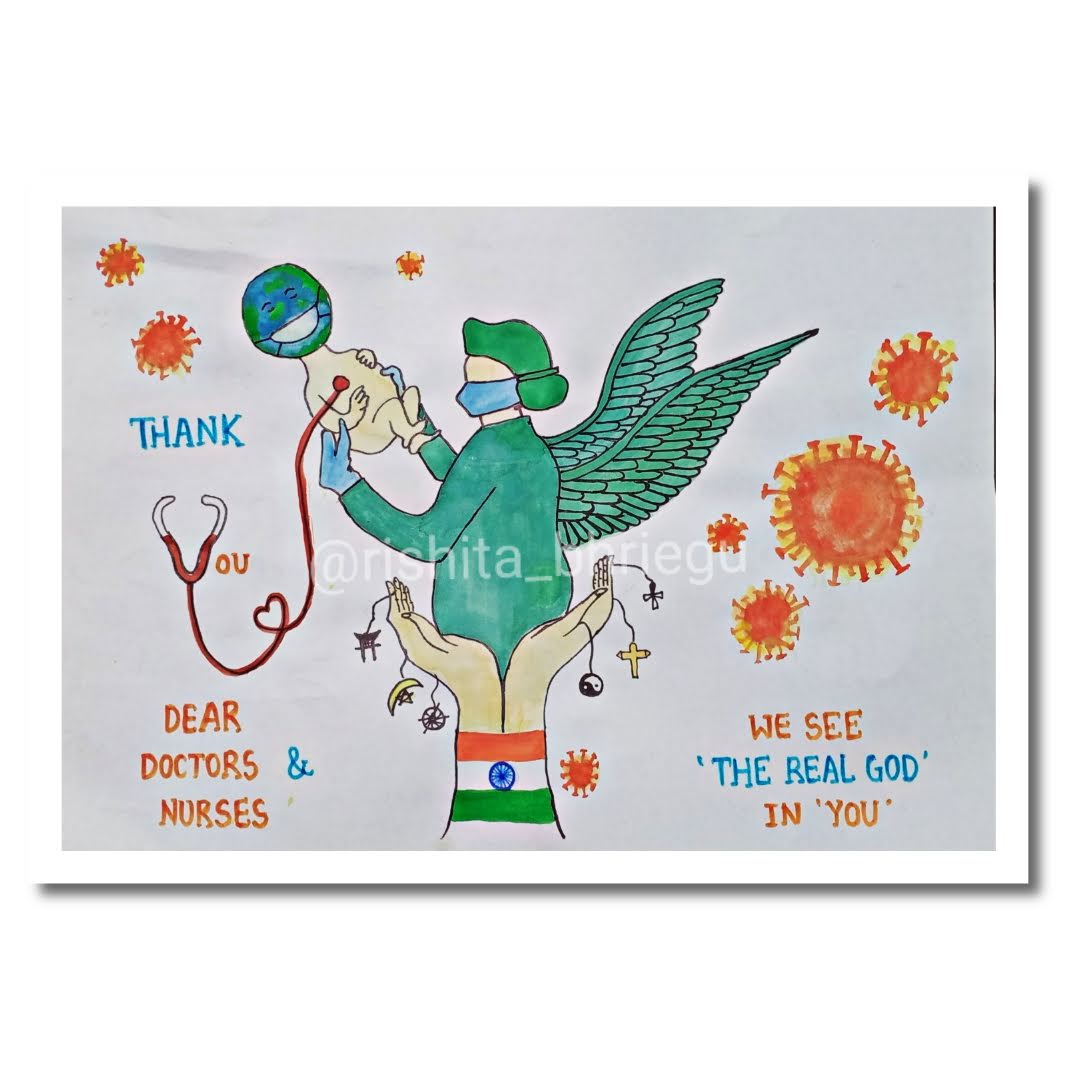 THANK
YOU
DEAR
DOCTORS &
NURSES
WE SEE
'THE REAL GOD'
IN 'YOU'